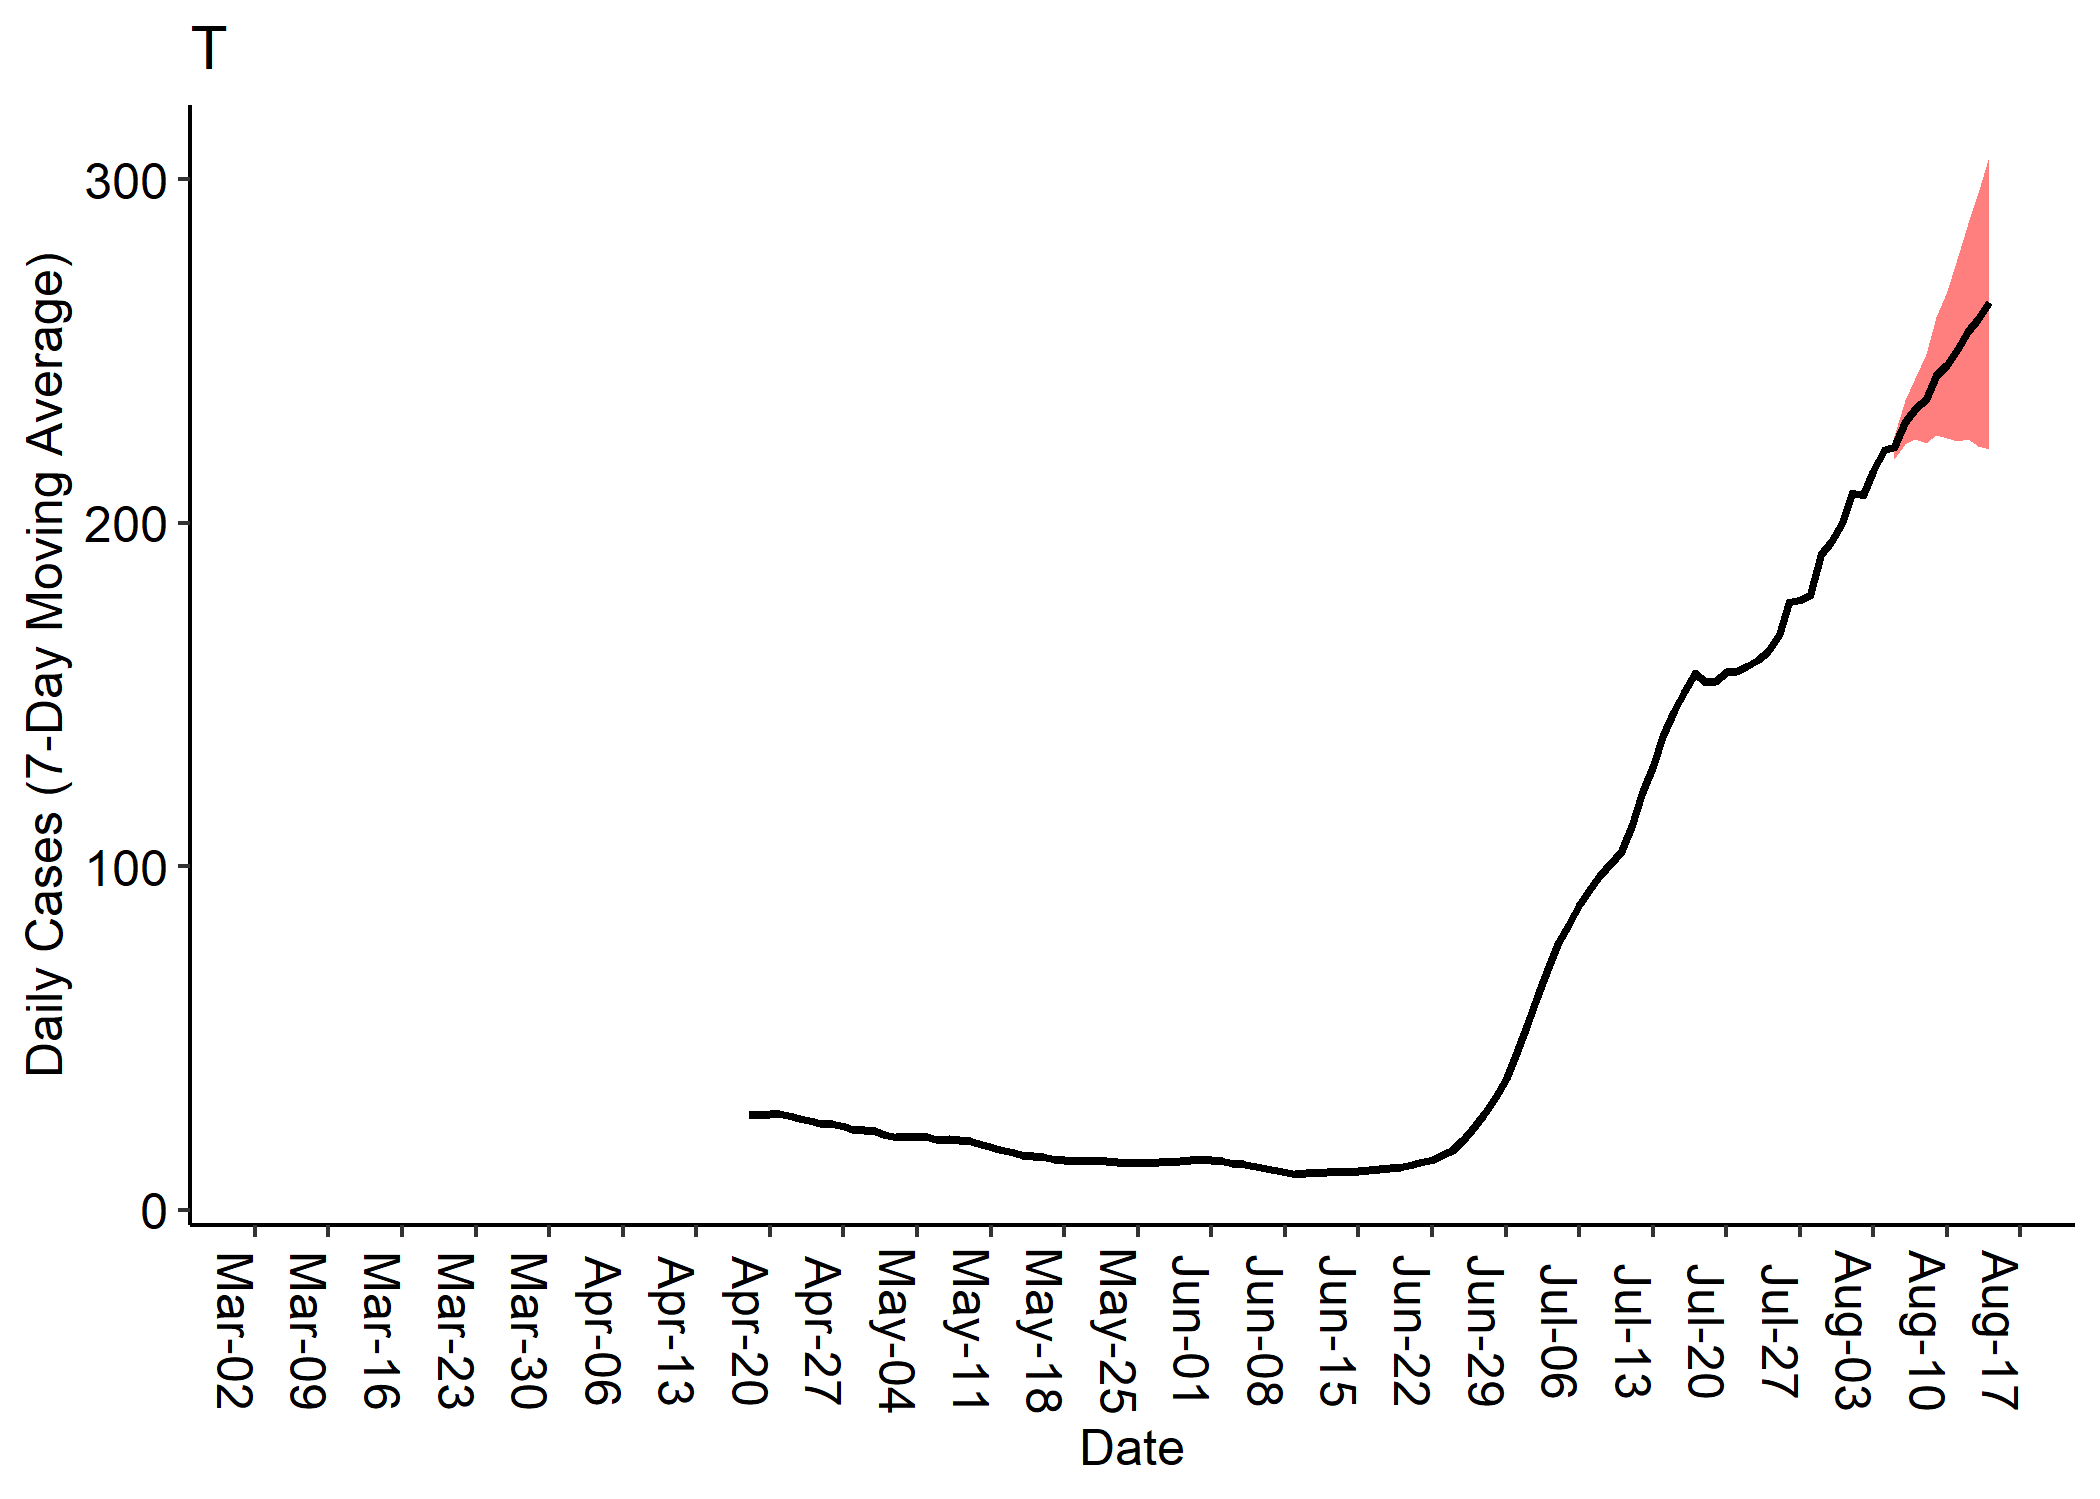 T
Daily Cases (7-Day Moving Average)
300
200
100
0
Mar-02
Mar-09
Mar-16
Mar-23
Mar-30
Apr-06
Apr-13
Apr-20
Apr-27
May-04
May-11
May-18
May-25
Jun-01
Jun-08
Jun-15
Jun-22
Jun-29
Jul-06
Jul-13
Jul-20
Jul-27
Aug-03
Aug-10
Aug-17
Date